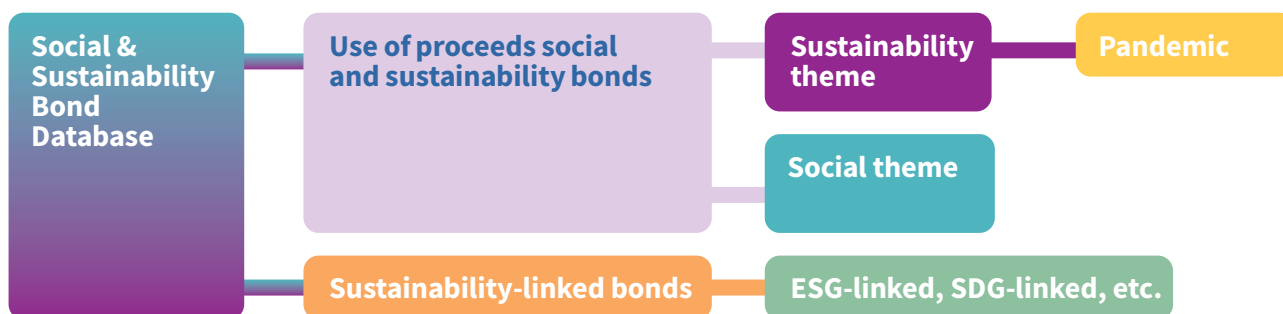 Social &
Sustainability
Bond
Database
Use of proceeds social
and sustainability bonds
Sustainability
theme
Pandemic
Social theme
Sustainability-linked bonds
ESG-linked, SDG-linked, etc.